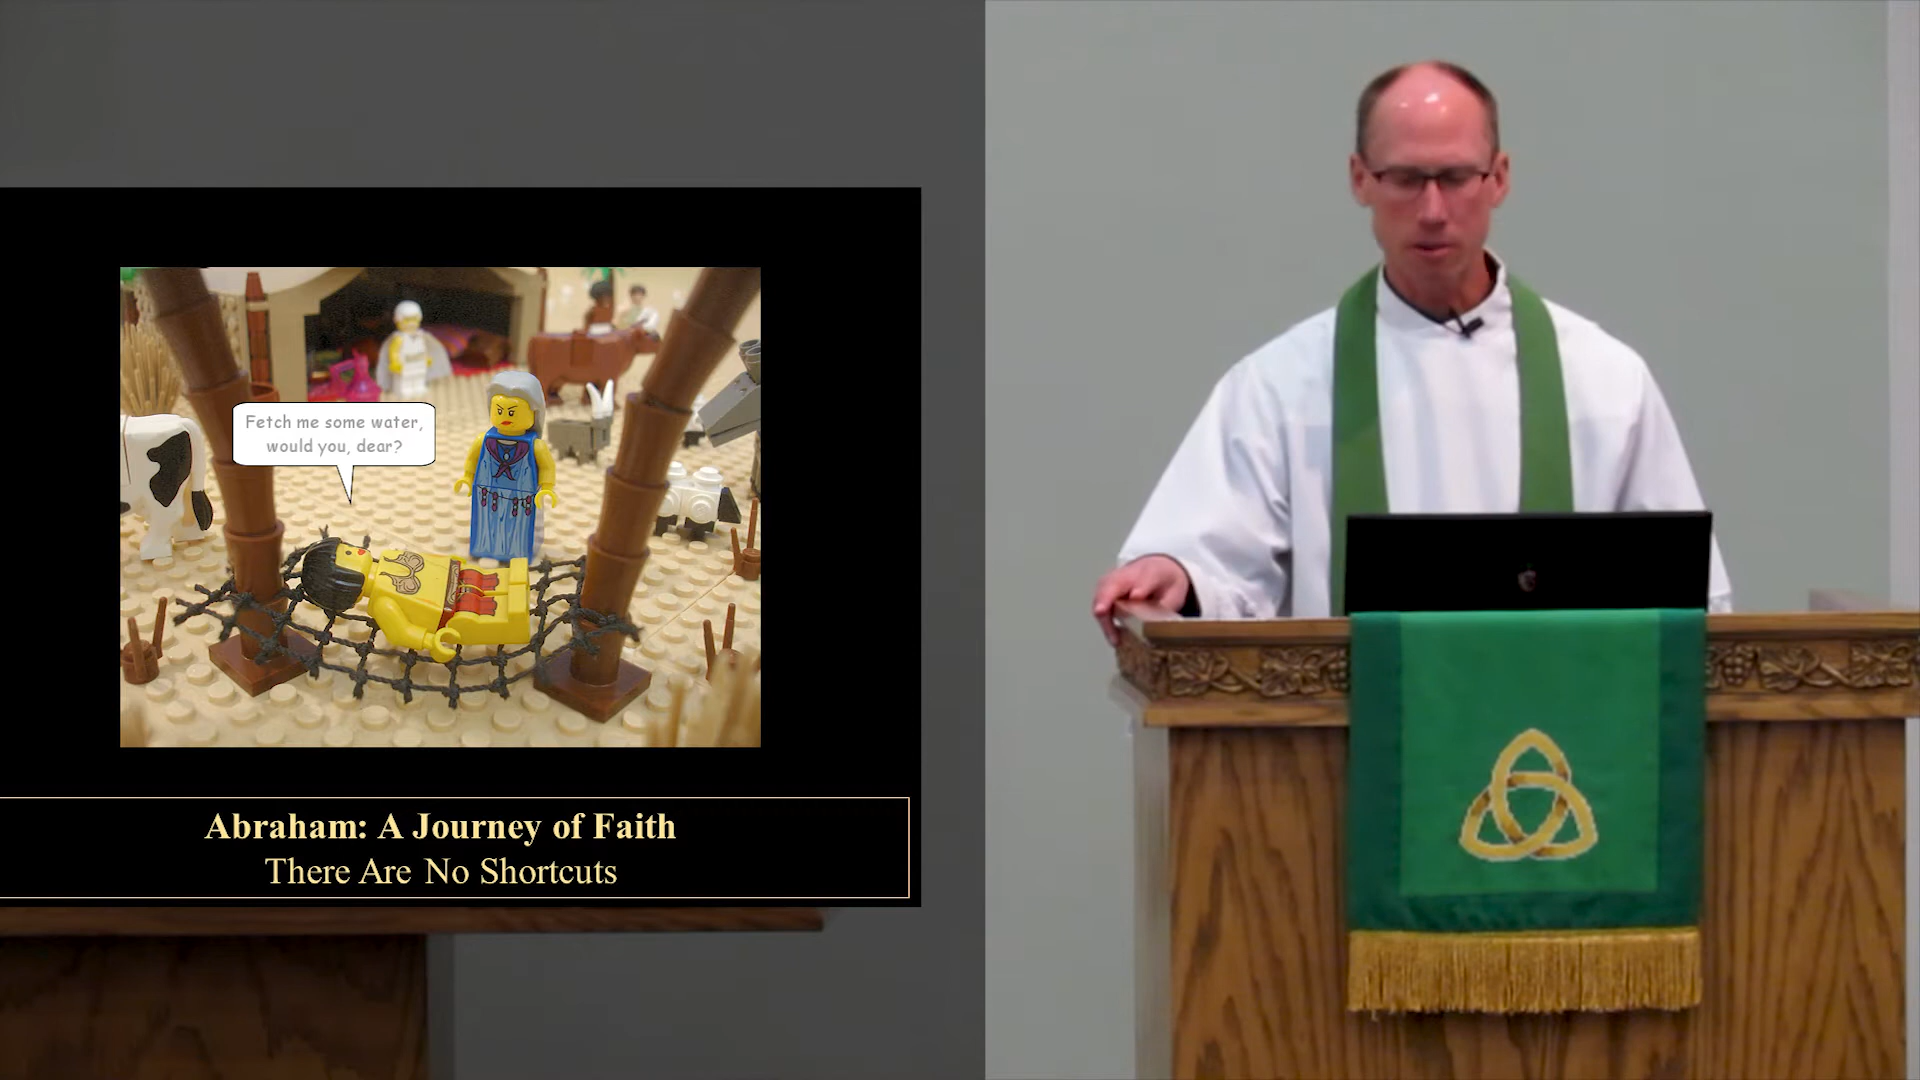 Fetch me some water,
would you, dear?
Abraham: A Journey of Faith
There Are No Shortcuts